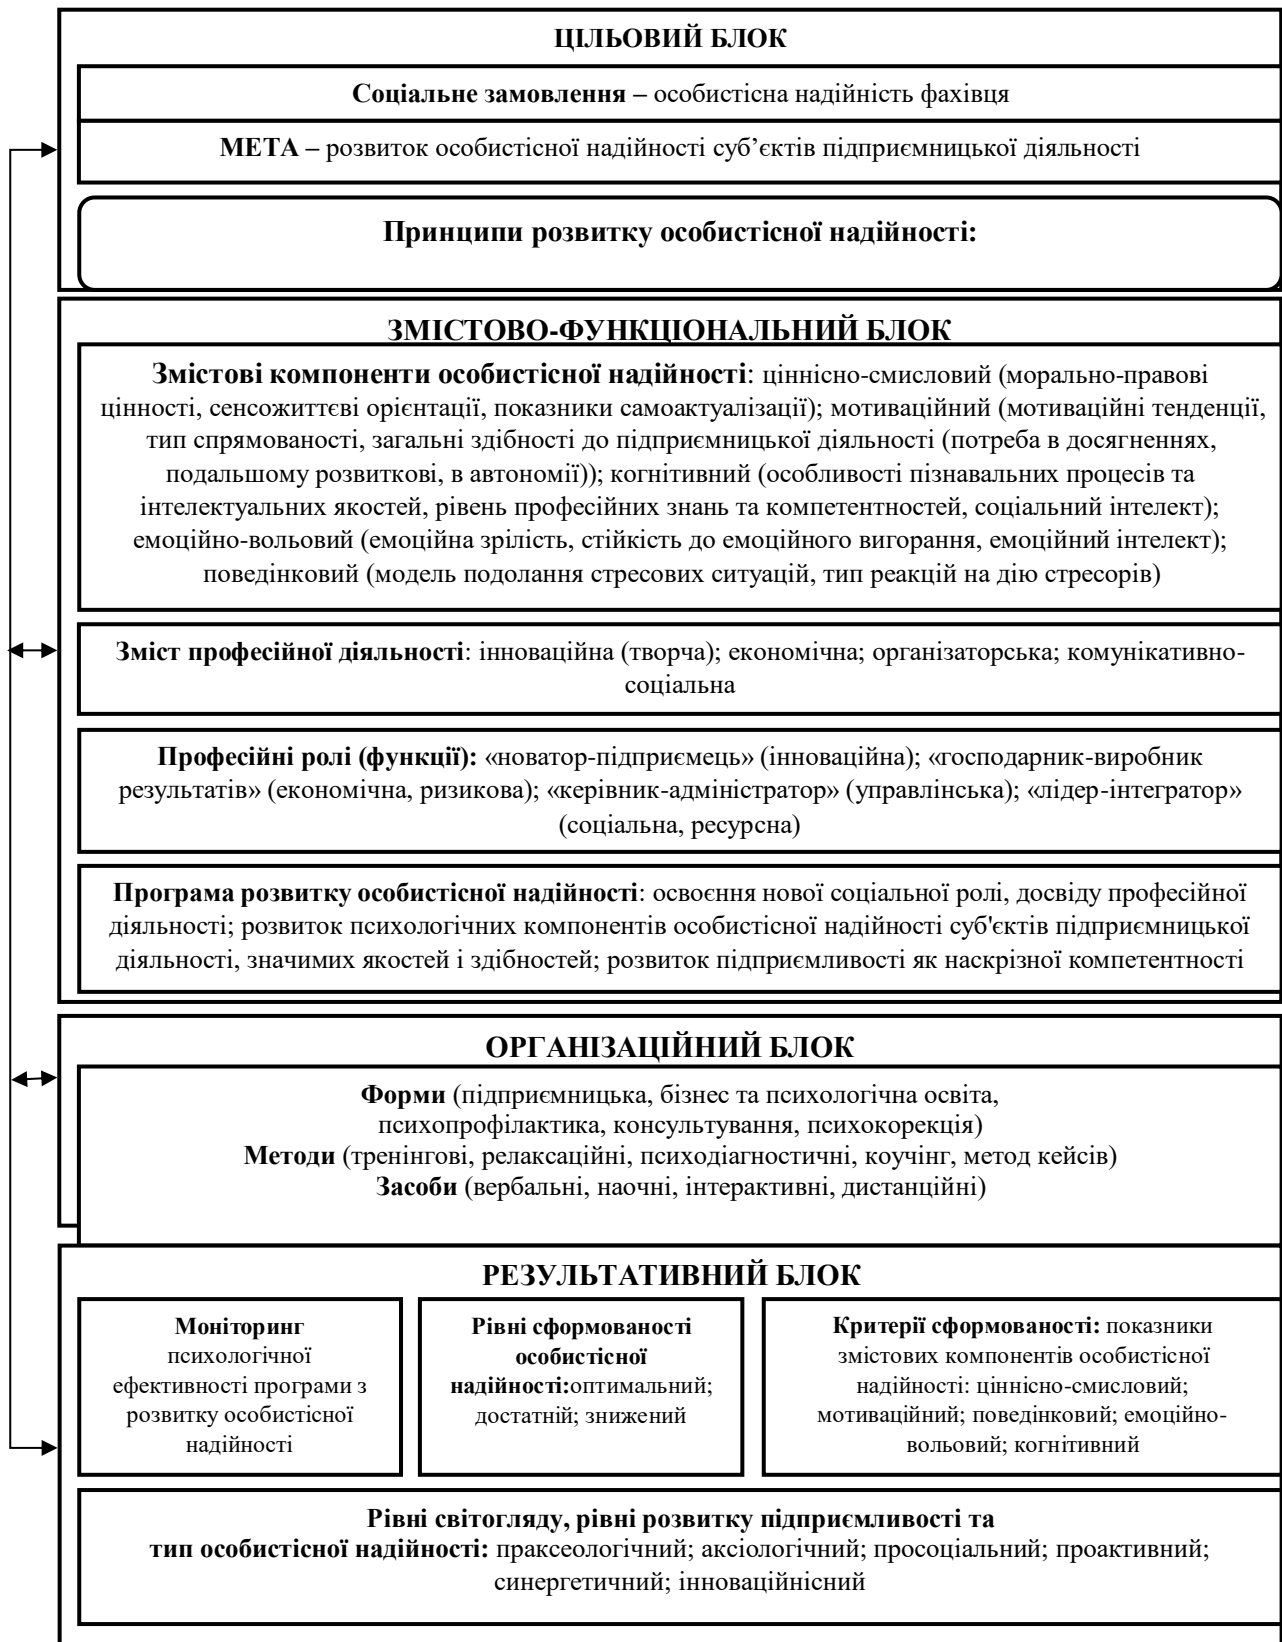 ЦІЛЬОВИЙ БЛОК
Соціальне замовлення – особистісна надійність фахівця
МЕТА – розвиток особистісної надійності суб’єктів підприємницької діяльності
Принципи розвитку особистісної надійності:
ЗМІСТОВО-ФУНКЦІОНАЛЬНИЙ БЛОК
Змістові компоненти особистісної надійності: ціннісно-смисловий (морально-правові
цінності, сенсожиттєві орієнтації, показники самоактуалізації); мотиваційний (мотиваційні тенденції,
тип спрямованості, загальні здібності до підприємницької діяльності (потреба в досягненнях,
подальшому розвиткові, в автономії)); когнітивний (особливості пізнавальних процесів та
інтелектуальних якостей, рівень професійних знань та компетентностей, соціальний інтелект);
емоційно-вольовий (емоційна зрілість, стійкість до емоційного вигорання, емоційний інтелект);
поведінковий (модель подолання стресових ситуацій, тип реакцій на дію стресорів)
Зміст професійної діяльності: інноваційна (творча); економічна; організаторська; комунікативно-
соціальна
Професійні ролі (функції): «новатор-підприємець» (інноваційна); «господарник-виробник
результатів» (економічна, ризикова); «керівник-адміністратор» (управлінська); «лідер-інтегратор»
(соціальна, ресурсна)
Програма розвитку особистісної надійності: освоєння нової соціальної ролі, досвіду професійної
діяльності; розвиток психологічних компонентів особистісної надійності суб'єктів підприємницької
діяльності, значимих якостей і здібностей; розвиток підприємливості як наскрізної компетентності
ОРГАНІЗАЦІЙНИЙ БЛОК
Форми (підприємницька, бізнес та психологічна освіта,
психопрофілактика, консультування, психокорекція)
Методи (тренінгові, релаксаційні, психодіагностичні, коучінг, метод кейсів)
Засоби (вербальні, наочні, інтерактивні, дистанційні)
РЕЗУЛЬТАТИВНИЙ БЛОК
Моніторинг
психологічної
ефективності програми з
розвитку особистісної
надійності
Рівні сформованості
особистісної
надійності:оптимальний;
достатній; знижений
Критерії сформованості: показники
змістових компонентів особистісної
надійності: ціннісно-смисловий;
мотиваційний; поведінковий; емоційно-
вольовий; когнітивний
Рівні світогляду, рівні розвитку підприємливості та
тип особистісної надійності: праксеологічний; аксіологічний; просоціальний; проактивний;
синергетичний; інноваційнісний